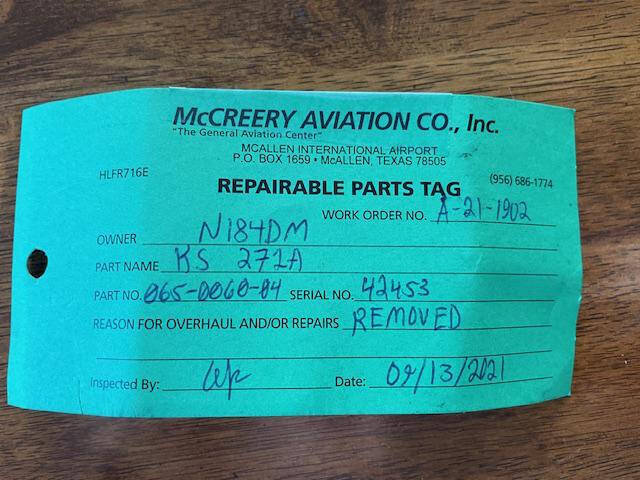 McCREERY AVIATION CO., Inc.
"The General Aviation Center"
MCALLEN INTERNATIONAL AIRPORT
P.O. BOX 1659 • McALLEN, TEXAS 78505
HLFR716E
(956) 686-1774
REPAIRABLE PARTS TAG
WORK ORDER NO. A-21-1902
OWNER N184DM
PART NAME KS 271A
PART NO. 065-0060-04 SERIAL NO. 42453
REASON FOR OVERHAUL AND/OR REPAIRS REMOVED
Inspected By: Date: 09/13/2021